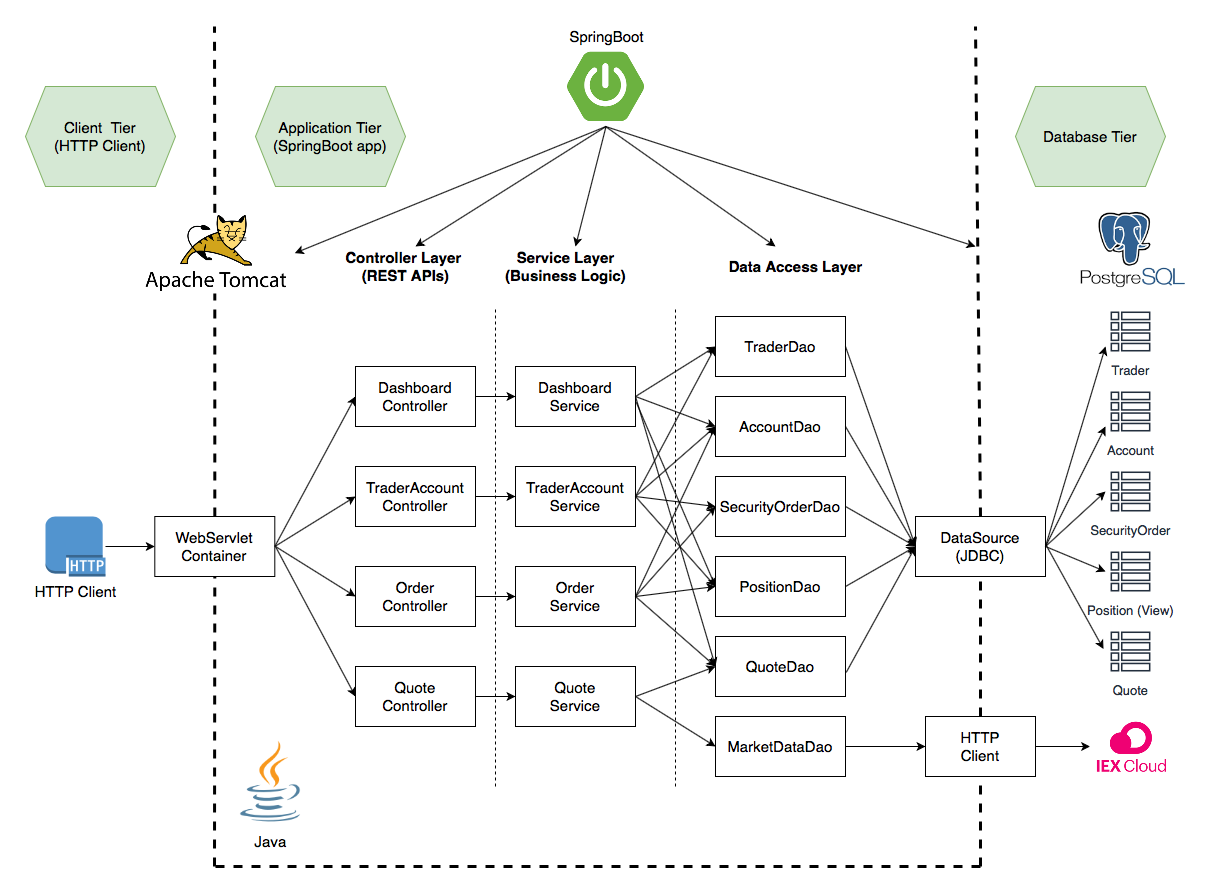 SpringBoot
Client Tier
(HTTP Client)
Application Tier
(SpringBoot app)
Database Tier
Apache Tomcat
Controller Layer
(REST APIs)
Service Layer
(Business Logic)
Data Access Layer
PostgreSQL
TraderDao
Trader
Dashboard
Controller
Dashboard
Service
AccountDao
Account
TraderAccount
Controller
TraderAccount
Service
SecurityOrderDao
SecurityOrder
HTTP
HTTP Client
WebServlet
Container
DataSource
(JDBC)
Order
Controller
Order
Service
PositionDao
Position (View)
Quote
Controller
Quote
Service
QuoteDao
Quote
MarketDataDao
HTTP
Client
IEX Cloud
Java